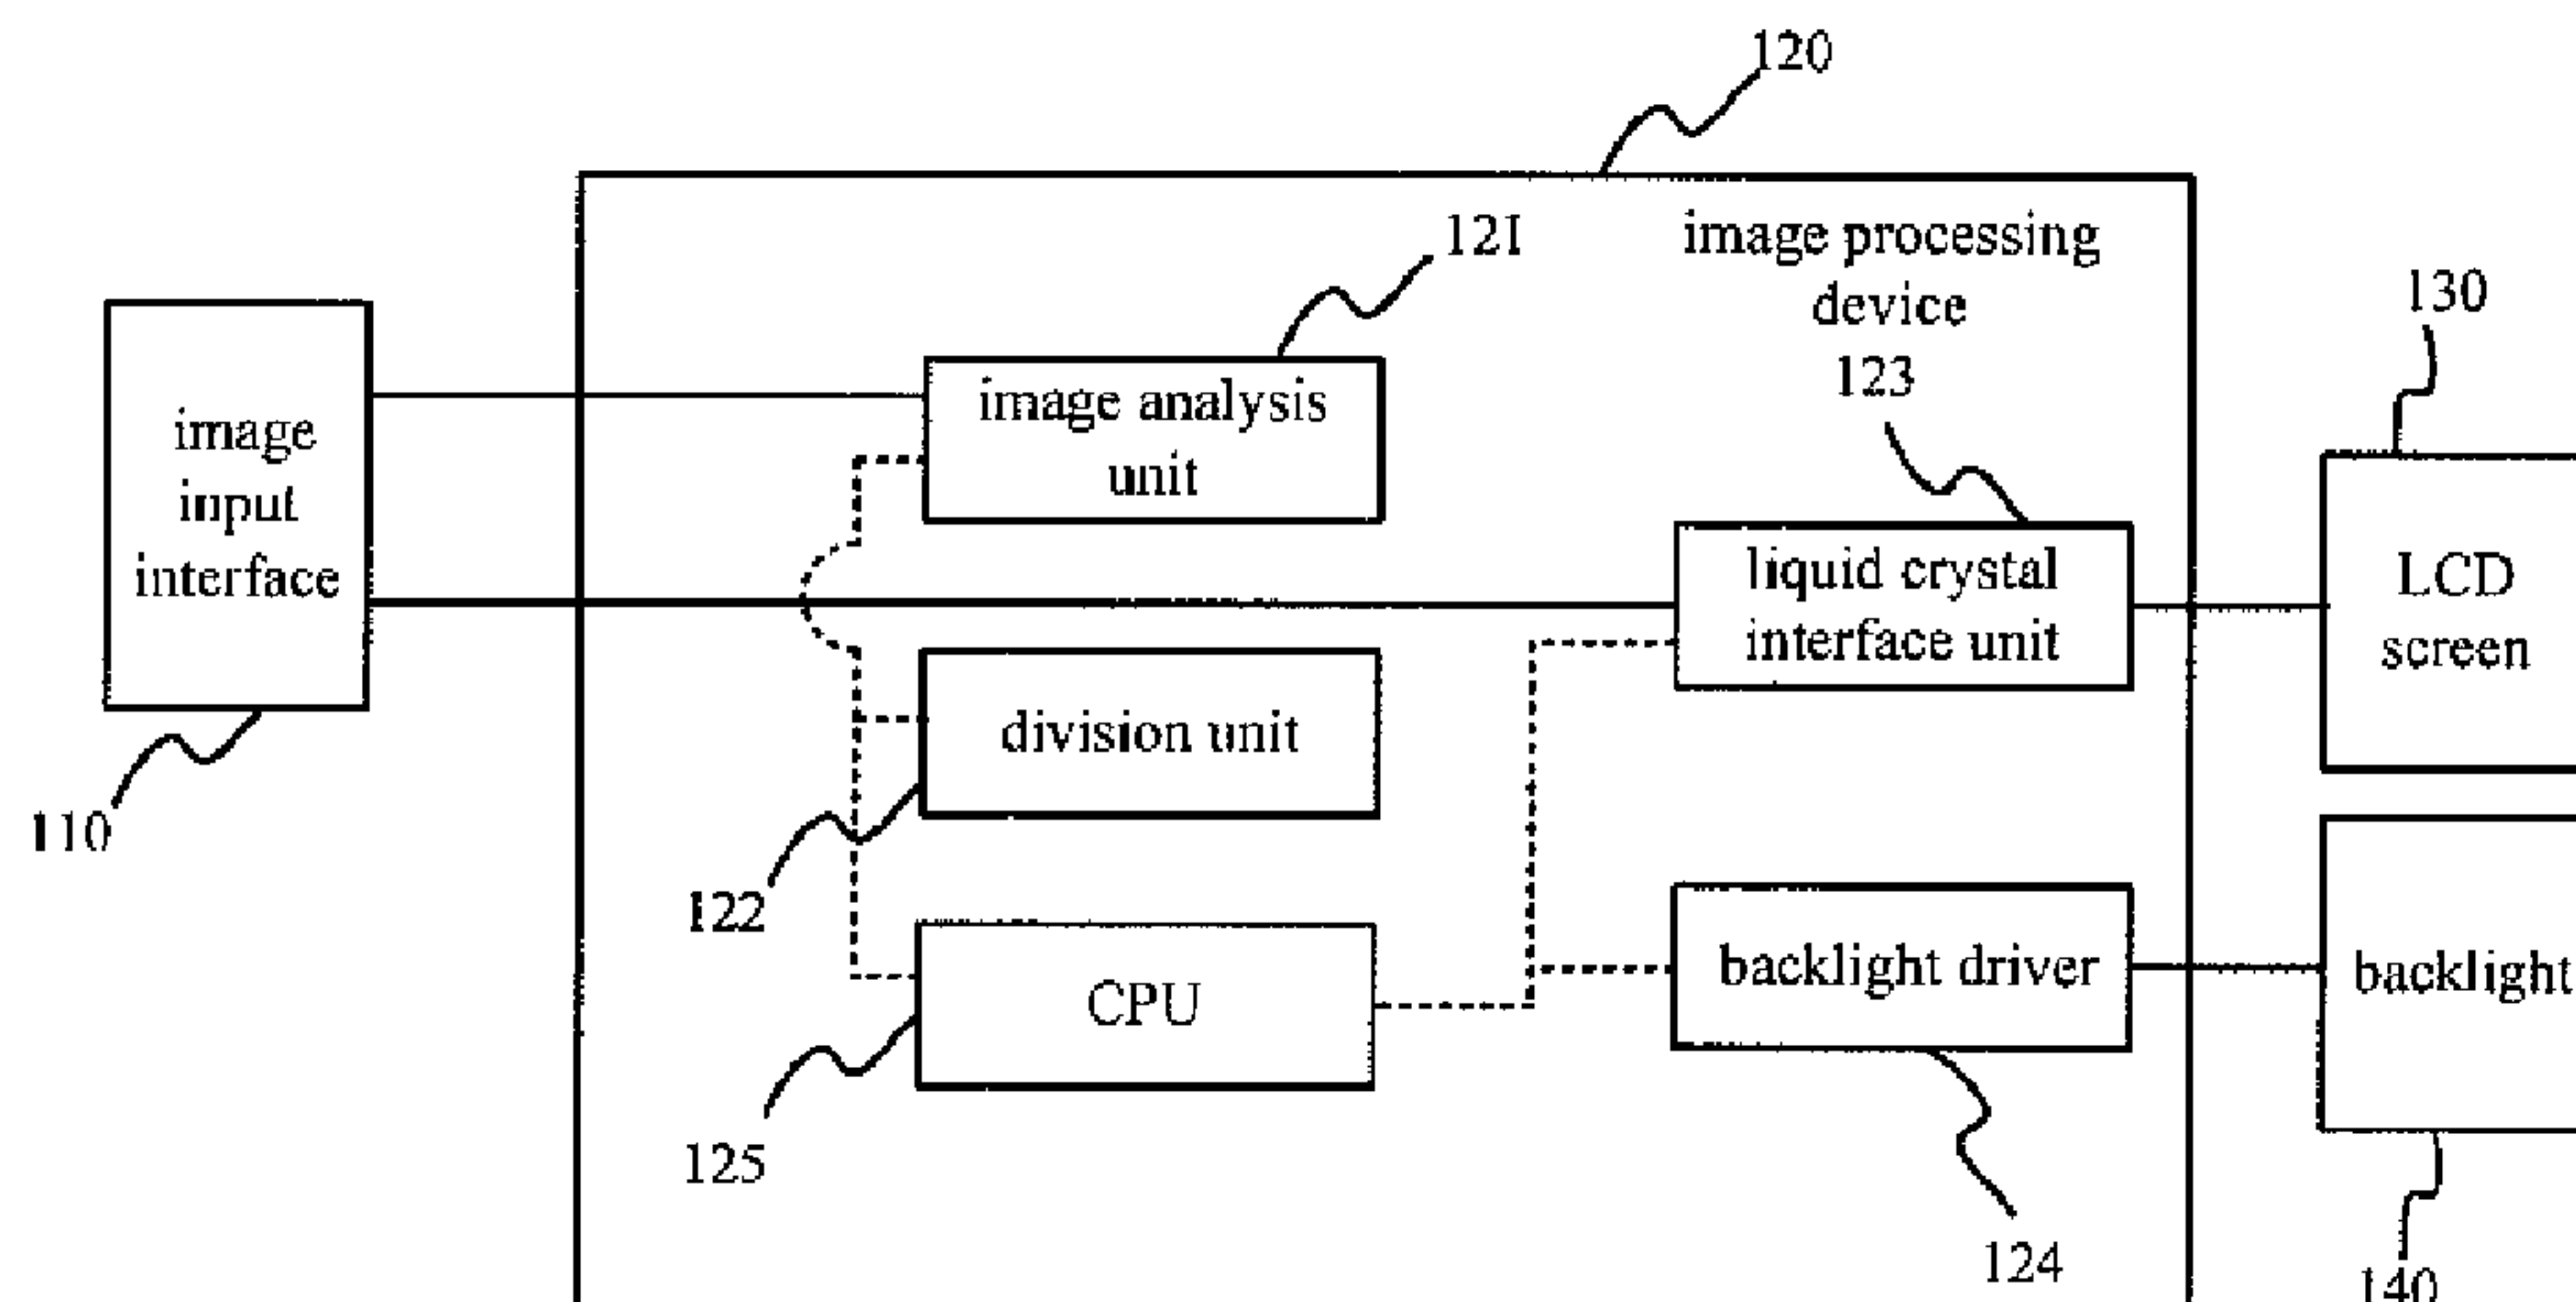 120
121
image processing
device
123
130
image
input
interface
image analysis
unit
liquid crystal
interface unit
LCD
screen
division unit
110
122
CPU
backlight driver
backlight
125
124
140